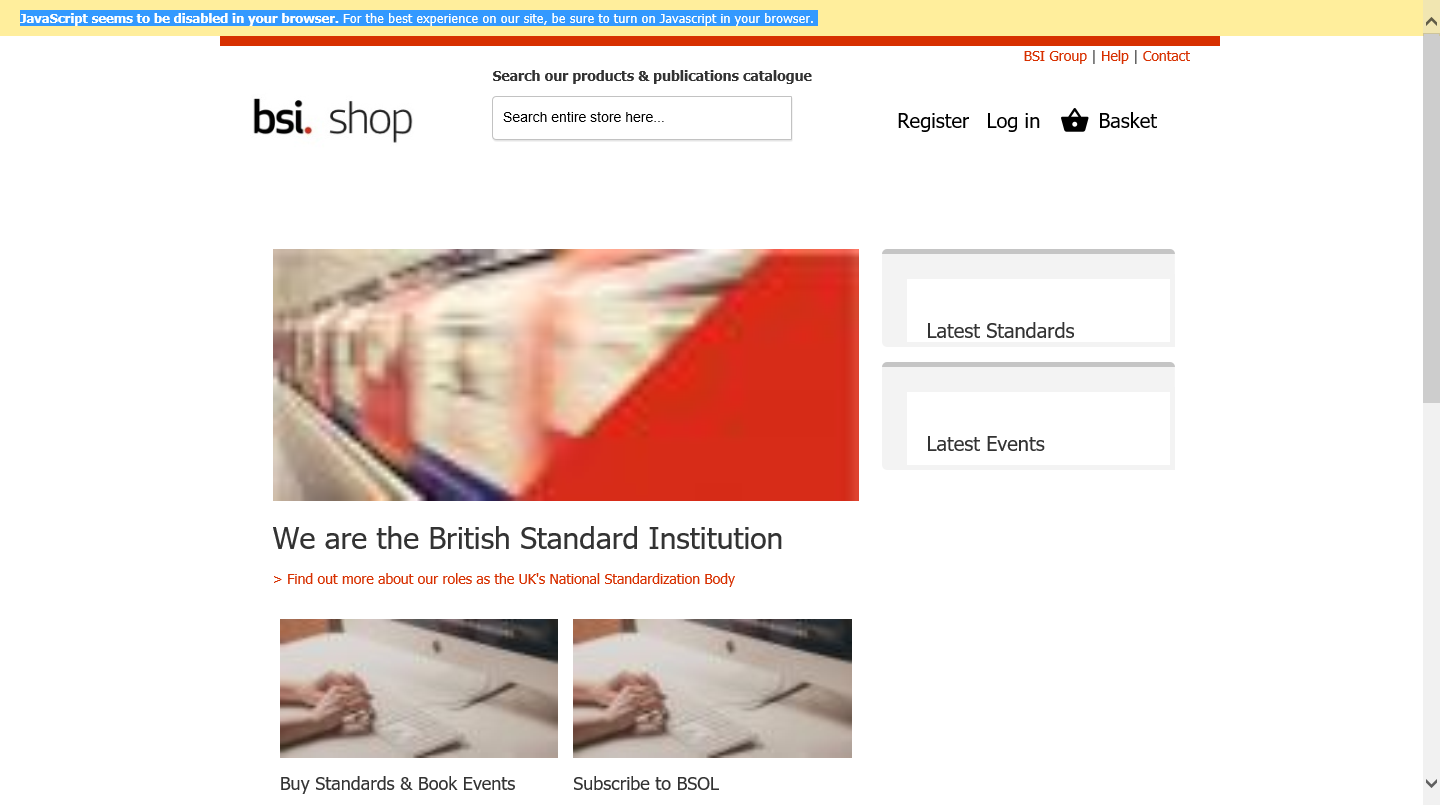 JavaScript seems to be disabled in your browser. For the best experience on our site, be sure to turn on Javascript in your browser.
BSI Group | Help | Contact
Search our products & publications catalogue
bsi. shop
Search entire store here...
Register Log in Basket
Latest Standards
Latest Events
We are the British Standard Institution
> Find out more about our roles as the UK's National Standardization Body
Buy Standards & Book Events
Subscribe to BSOL